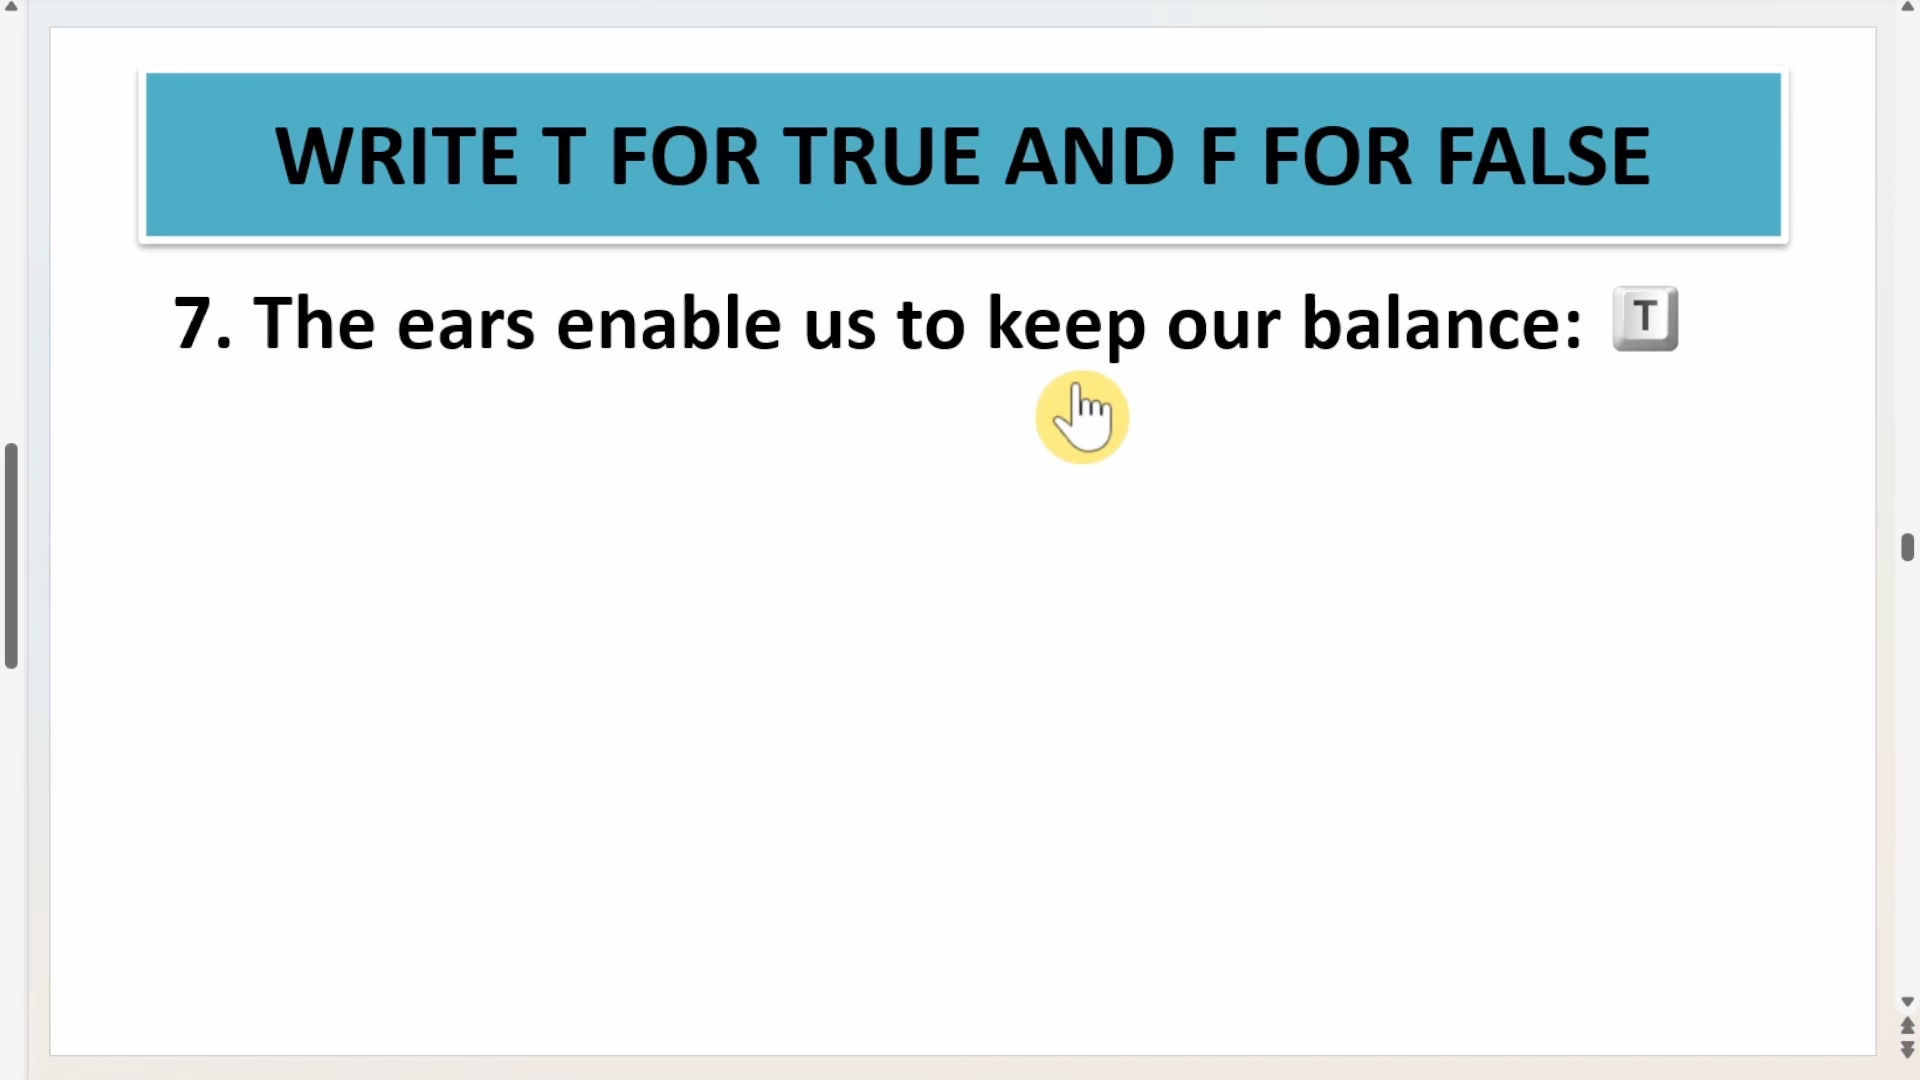 WRITE T FOR TRUE AND F FOR FALSE
7. The ears enable us to keep our balance: T